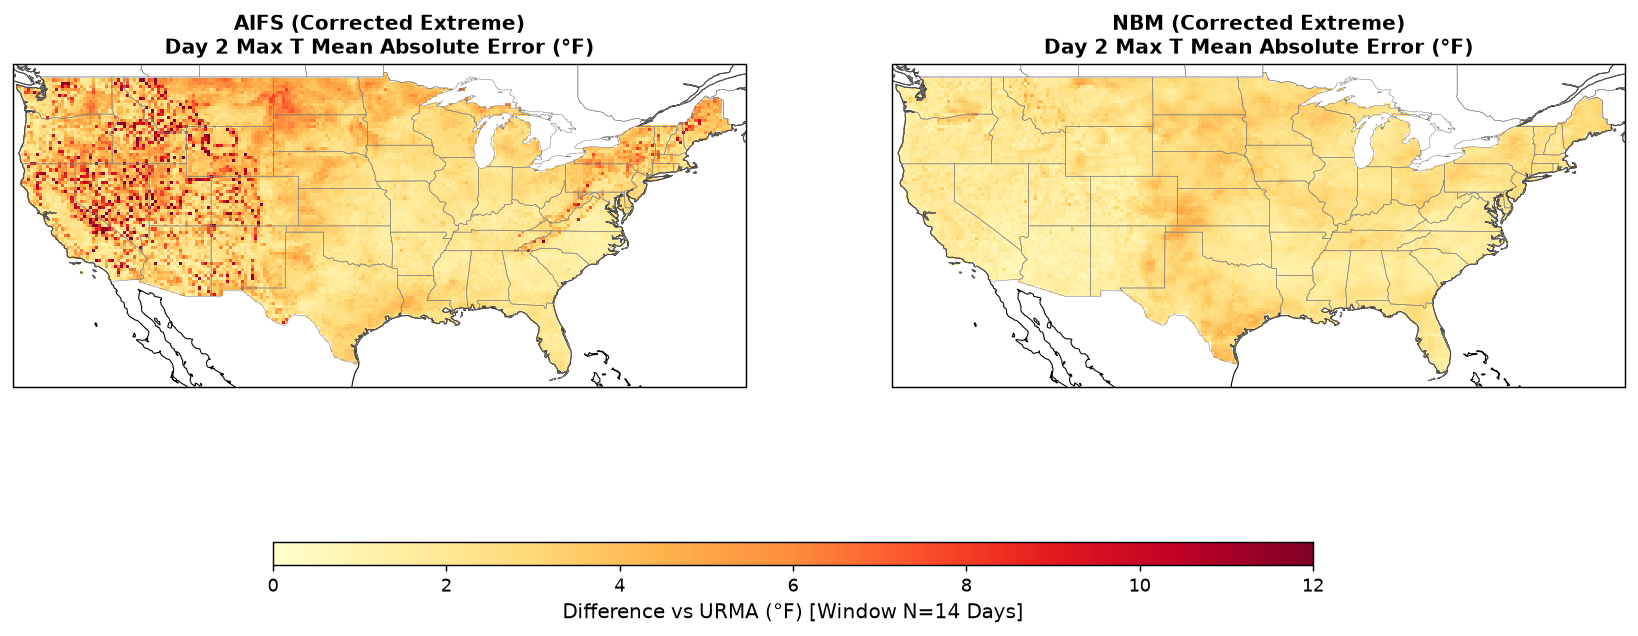 AIFS (Corrected Extreme)
Day 2 Max T Mean Absolute Error (°F)
NBM (Corrected Extreme)
Day 2 Max T Mean Absolute Error (°F)
0 2 4 6 8 10 12
Difference vs URMA (°F) [Window N=14 Days]